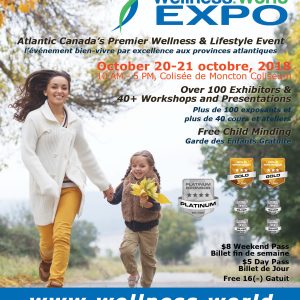 Wellness.World
EXPO
Atlantic Canada's Premier Wellness & Lifestyle Event
l'événement bien-vivre par excellence aux provinces atlantiques
October 20-21 octobre, 2018
10 AM - 5 PM, Colisée de Moncton Coliseum
Over 100 Exhibitors &
40+ Workshops and Presentations
Plus de 100 exposants et
plus de 40 cours et ateliers
Free Child Minding
Garde des Enfants Gratuite
GOLD
GOLD
PLATINUM SPONSOR
PLATINUM
$8 Weekend Pass
Billet fin de semaine
$5 Day Pass
Billet de Jour
Free 16(-) Gatuit
www.wellness.world